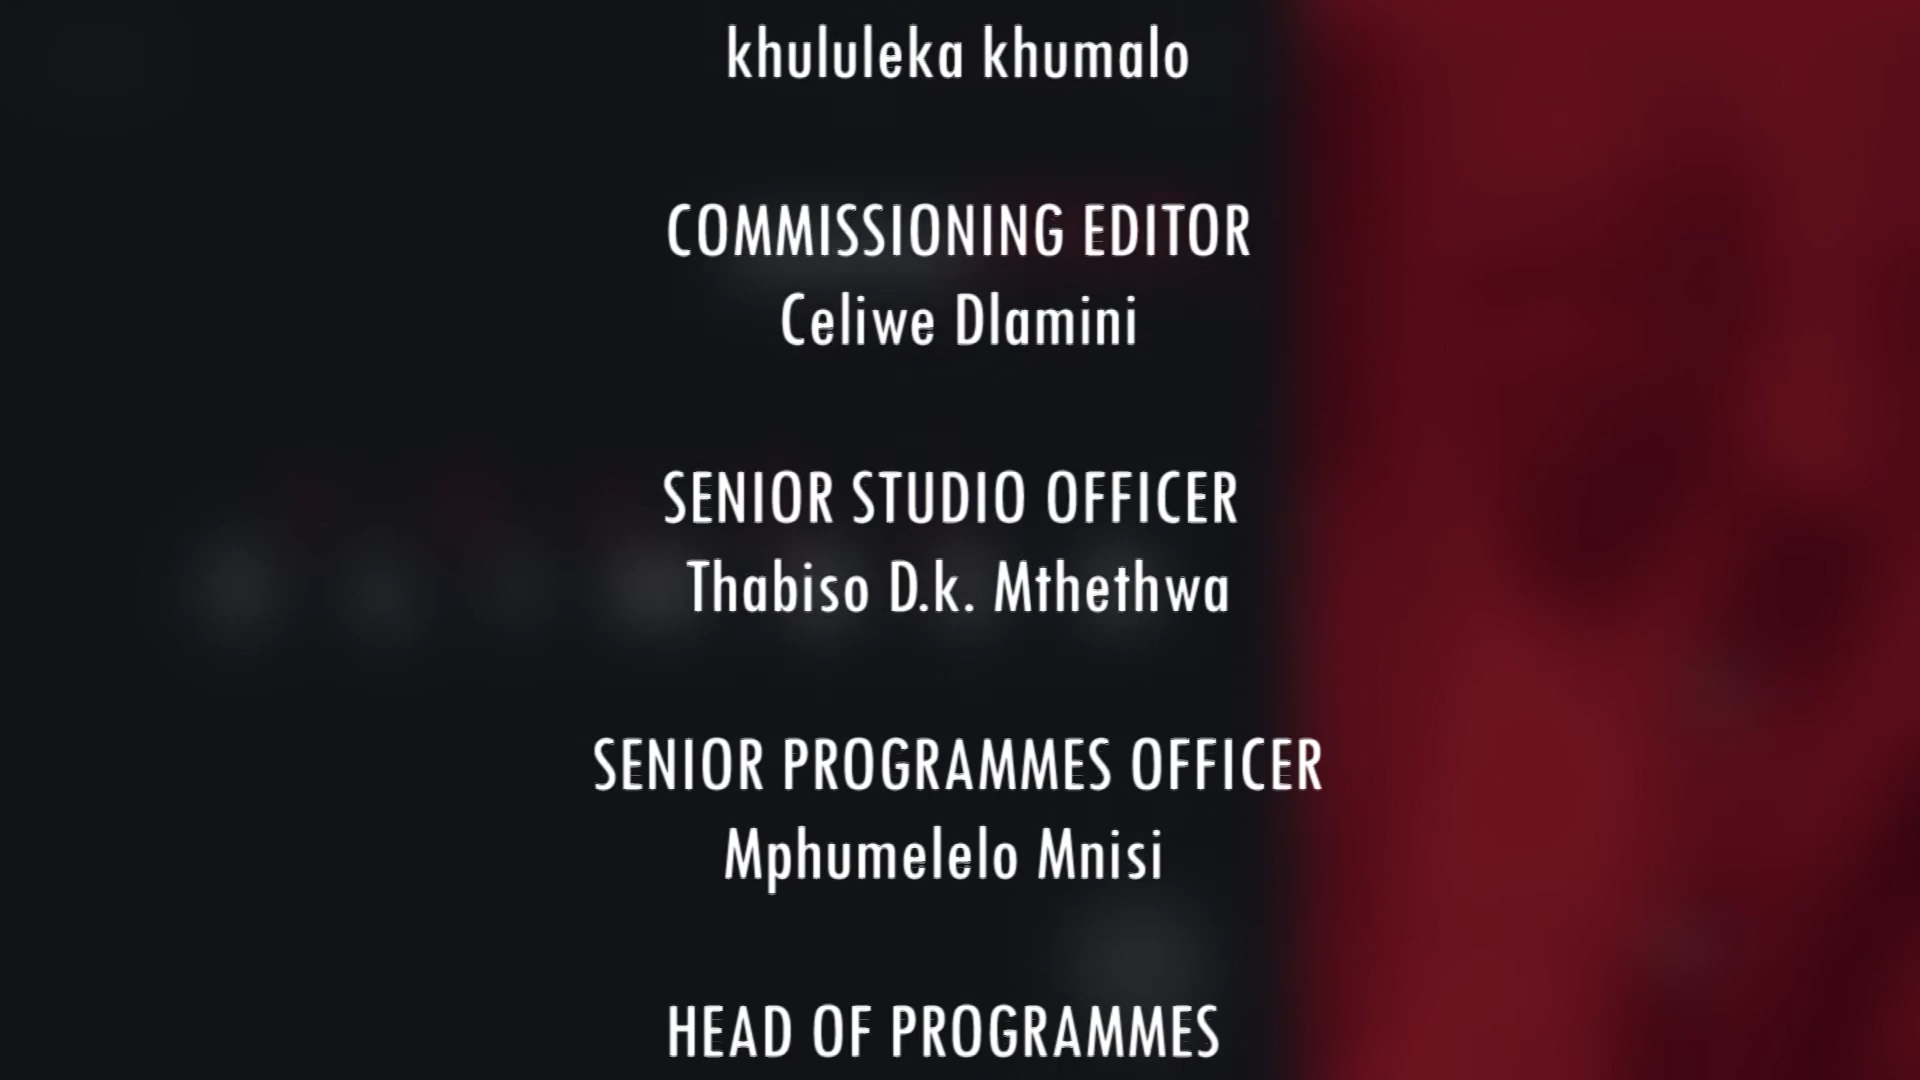 khululeka khumalo
COMMISSIONING EDITOR
Celiwe Dlamini
SENIOR STUDIO OFFICER
Thabiso D.k. Mthethwa
SENIOR PROGRAMMES OFFICER
Mphumelelo Mnisi
HEAD OF PROGRAMMES